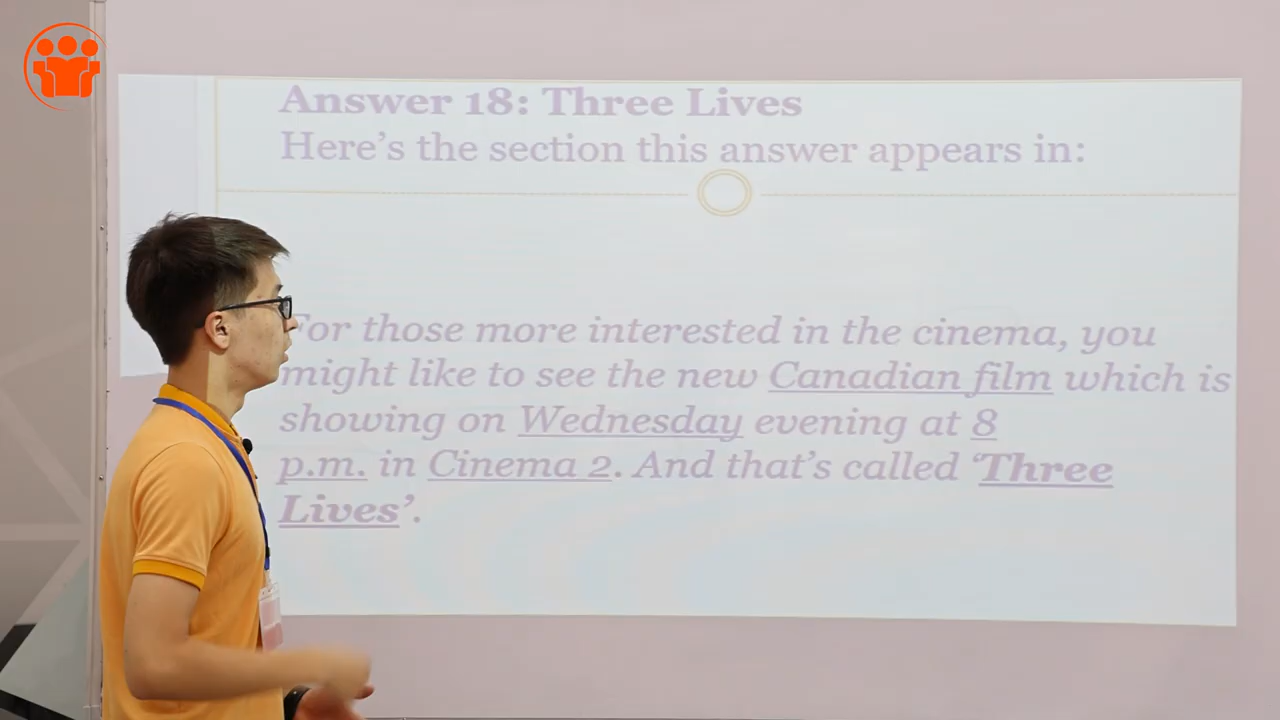 Answer 18: Three Lives
Here’s the section this answer appears in:
For those more interested in the cinema, you
might like to see the new Canadian film which is
showing on Wednesday evening at 8
p.m. in Cinema 2. And that’s called ‘Three
Lives’.